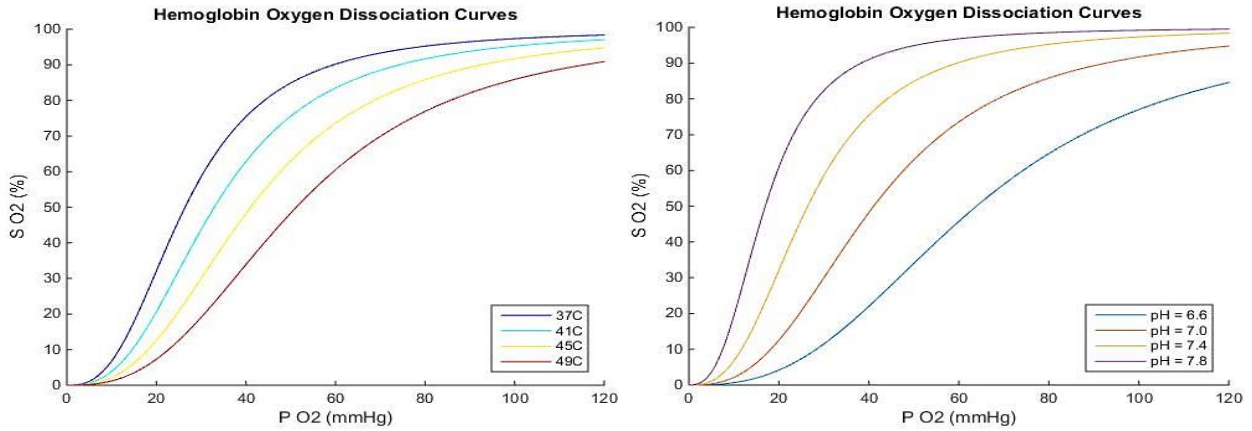 Hemoglobin Oxygen Dissociation Curves
100
90
80
70
60
50
40
30
20
10
0
S O2 (%)
37C
41C
45C
49C
0 20 40 60 80 100 120
P O2 (mmHg)
Hemoglobin Oxygen Dissociation Curves
100
90
80
70
60
50
40
30
20
10
0
S O2 (%)
pH = 6.6
pH = 7.0
pH = 7.4
pH = 7.8
0 20 40 60 80 100 120
P O2 (mmHg)